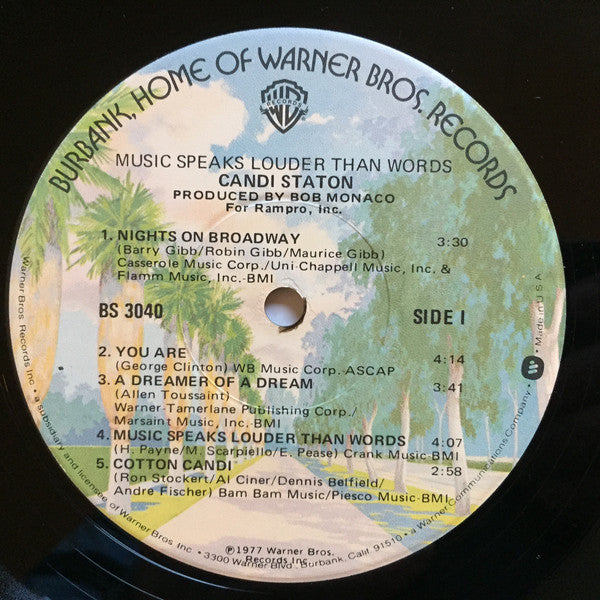 BURBANK, HOME OF WARNER BROS. RECORDS
WB
RECORDS
MUSIC SPEAKS LOUDER THAN WORDS
CANDI STATON
PRODUCED BY BOB MONACO
For Rampro, Inc.
1. NIGHTS ON BROADWAY 3:30
(Barry Gibb/Robin Gibb/Maurice Gibb)
Casserole Music Corp./Uni-Chappell Music, Inc. &
Flamm Music, Inc.-BMI
BS 3040 SIDE I
2. YOU ARE 4:14
(George Clinton) WB Music Corp.-ASCAP
3. A DREAMER OF A DREAM 3:41
(Allen Toussaint)
Warner Tamerlane Publishing Corp./
Marsaint Music, Inc.-BMI
4. MUSIC SPEAKS LOUDER THAN WORDS 4:07
(H. Payne/M. Scarpiello/E. Pease) Crank Music-BMI
5. COTTON CANDI 2:58
(Ron Stockert/Al Ciner/Dennis Belfield/
Andre Fischer) Bam Bam Music/Piesco Music-BMI
℗1977 Warner Bros.
Records Inc.
Warner Bros. Records Inc. • a subsidiary and licensee of Warner Bros. Inc. • 3300 Warner Blvd., Burbank, Calif. 91510 • a Warner Communications Company • Made in U.S.A.